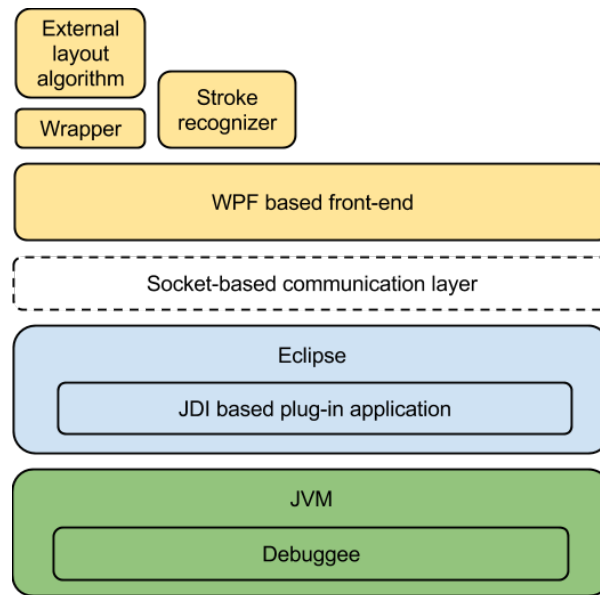 External
layout
algorithm
Wrapper
Stroke
recognizer
WPF based front-end
Socket-based communication layer
Eclipse
JDI based plug-in application
JVM
Debuggee